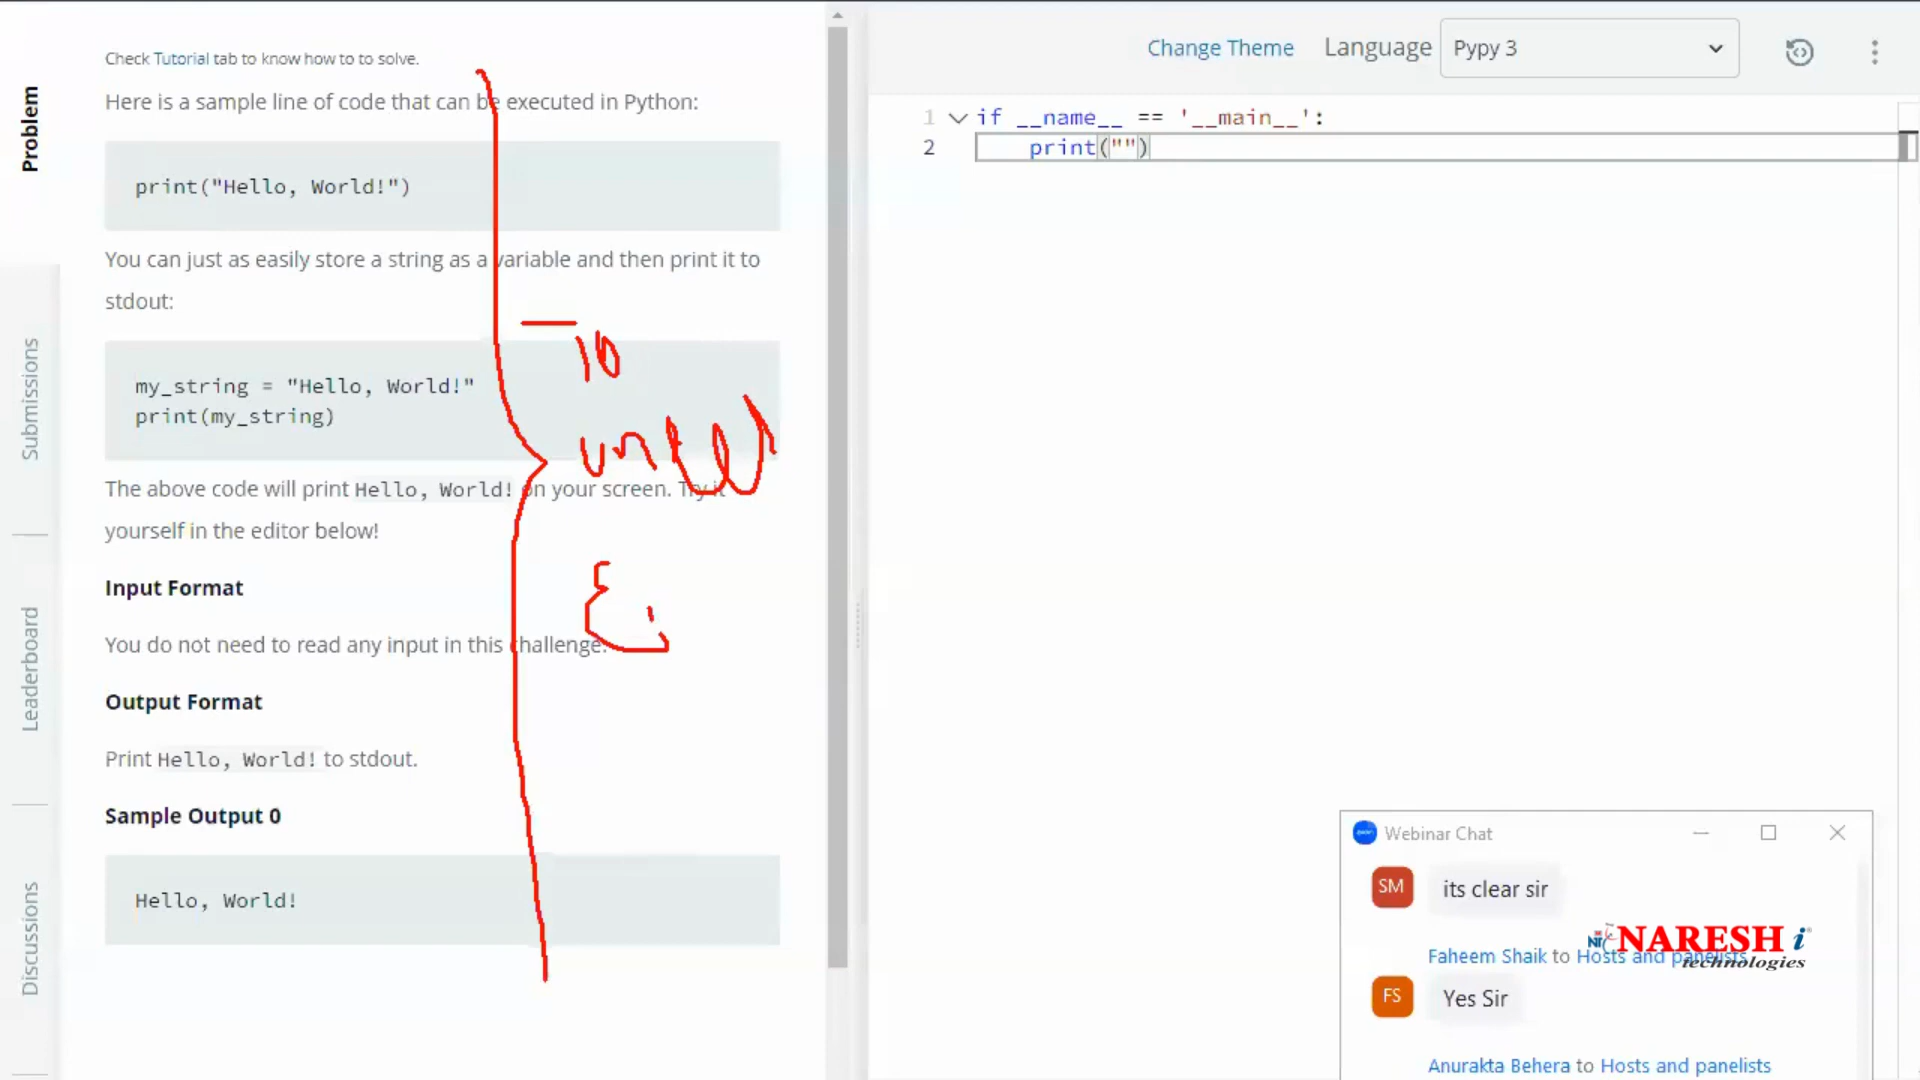 Problem
Submissions
Leaderboard
Discussions
Check Tutorial tab to know how to to solve.
Here is a sample line of code that can be executed in Python:
print("Hello, World!")
You can just as easily store a string as a variable and then print it to
stdout:
my_string = "Hello, World!"
print(my_string)
The above code will print Hello, World! on your screen. Try it
yourself in the editor below!
Input Format
You do not need to read any input in this challenge.
Output Format
Print Hello, World! to stdout.
Sample Output 0
Hello, World!
10
Change Theme Language Pypy 3
1 if __name__ == '__main__':
2 print("")
Webinar Chat
SM its clear sir
NARESH i
technologies
Faheem Shaik to Hosts and panelists
FS Yes Sir
Anurakta Behera to Hosts and panelists